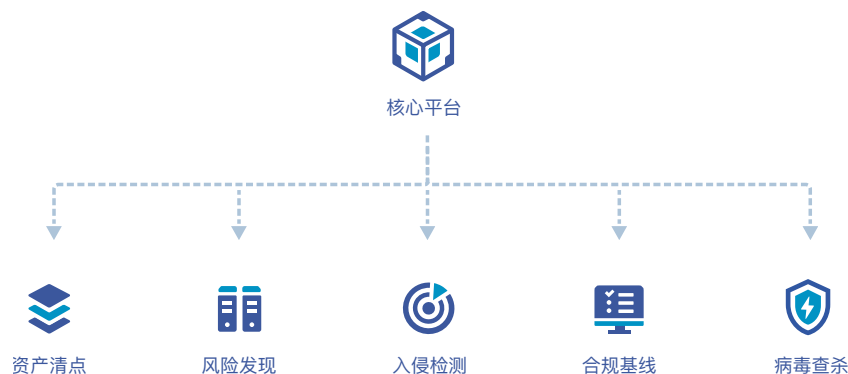 核心平台
资产清点
风险发现
入侵检测
合规基线
病毒查杀